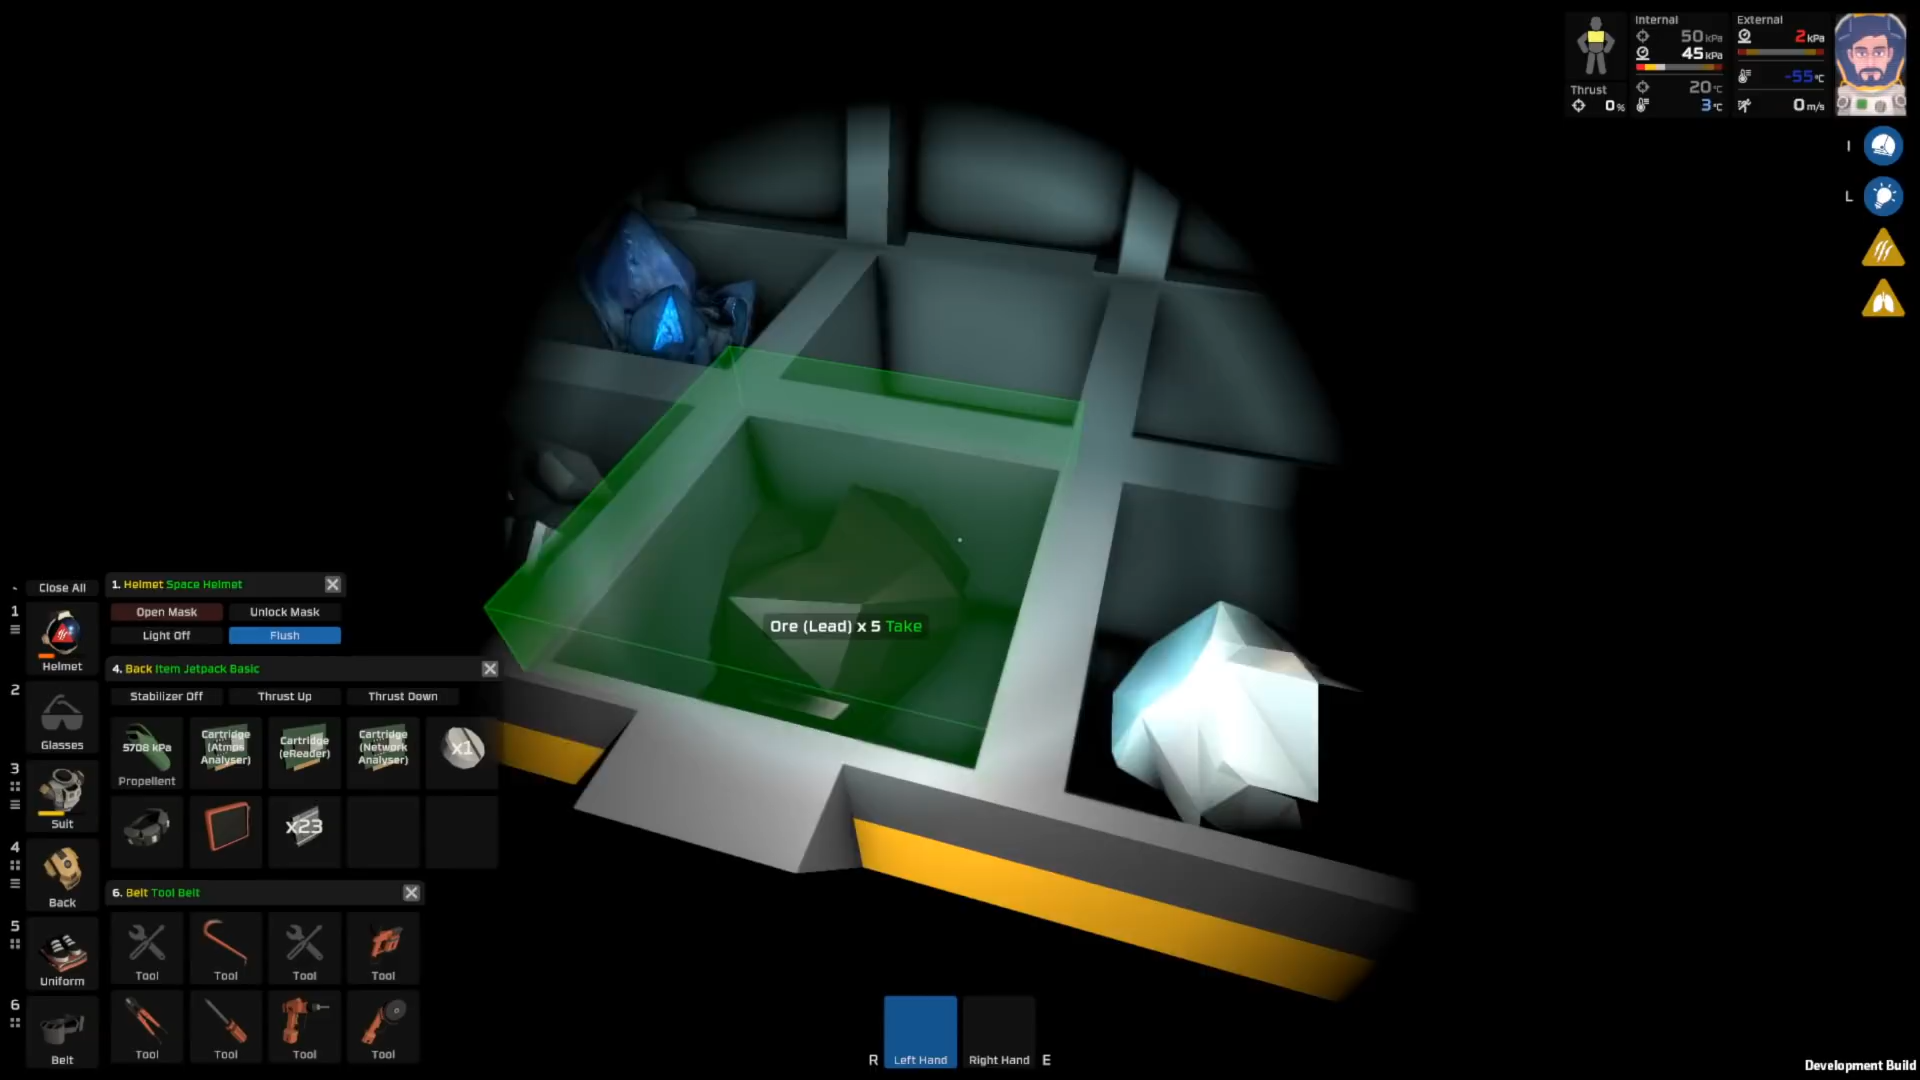 Internal
50 kPa
45 kPa
20 °C
3 °C
External
2 kPa
-55 °C
0 m/s
Thrust
0 %
I
L
Ore (Lead) x 5 Take
Close All
1. Helmet Space Helmet
Open Mask
Unlock Mask
Light Off
Flush
4. Back Item Jetpack Basic
Stabilizer Off
Thrust Up
Thrust Down
5708 kPa
Propellent
Cartridge
(Atmos
Analyser)
Cartridge
(eReader)
Cartridge
(Network
Analyser)
x1
x23
6. Belt Tool Belt
Tool
Tool
Tool
Tool
Tool
Tool
Tool
Tool
1
Helmet
2
Glasses
3
Suit
4
Back
5
Uniform
6
Belt
R
Left Hand
Right Hand
E
Development Build